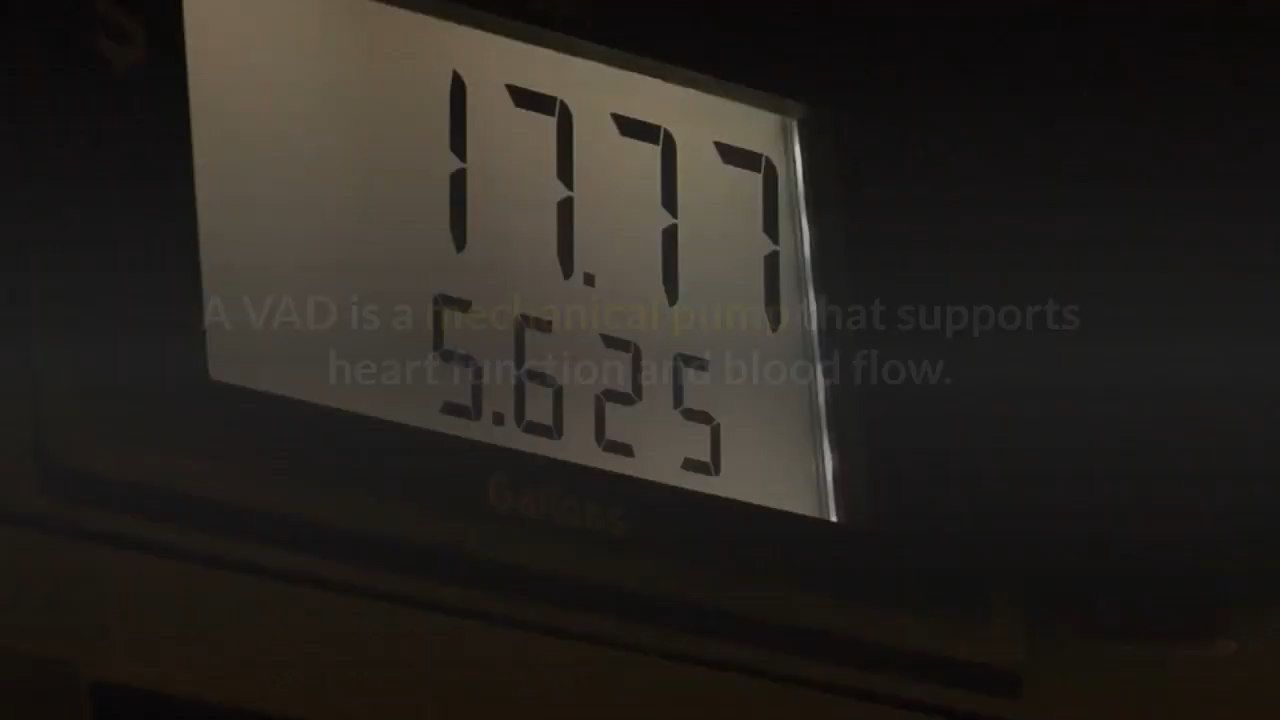 17.77
A VAD is a mechanical pump that supports
heart function and blood flow.
5.625
Gallons